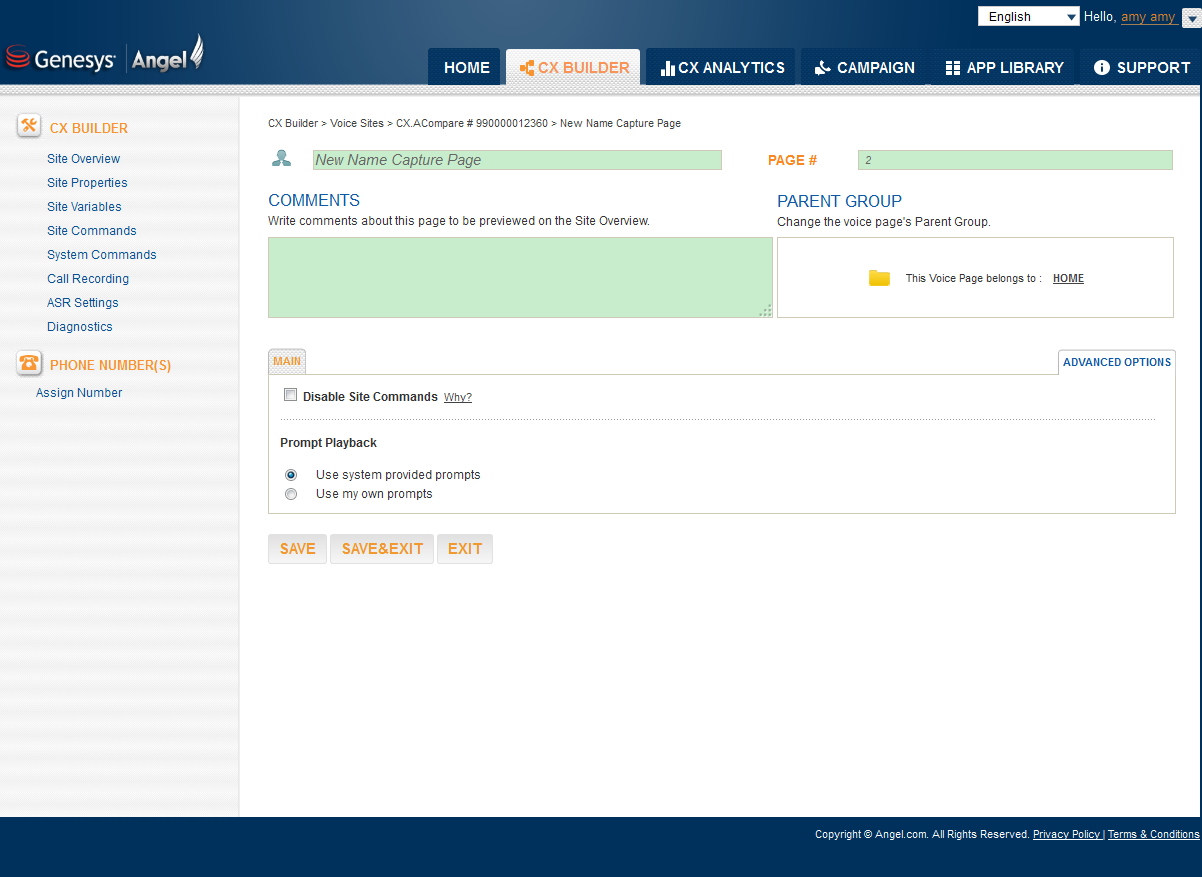 English Hello, amy amy
Genesys Angel
HOME CX BUILDER CX ANALYTICS CAMPAIGN APP LIBRARY SUPPORT
CX BUILDER
Site Overview
Site Properties
Site Variables
Site Commands
System Commands
Call Recording
ASR Settings
Diagnostics
PHONE NUMBER(S)
Assign Number
CX Builder > Voice Sites > CX.ACompare # 990000012360 > New Name Capture Page
New Name Capture Page PAGE # 2
COMMENTS
Write comments about this page to be previewed on the Site Overview.
PARENT GROUP
Change the voice page's Parent Group.
This Voice Page belongs to : HOME
MAIN ADVANCED OPTIONS
Disable Site Commands Why?
Prompt Playback
Use system provided prompts
Use my own prompts
SAVE SAVE&EXIT EXIT
Copyright © Angel.com. All Rights Reserved. Privacy Policy | Terms & Conditions